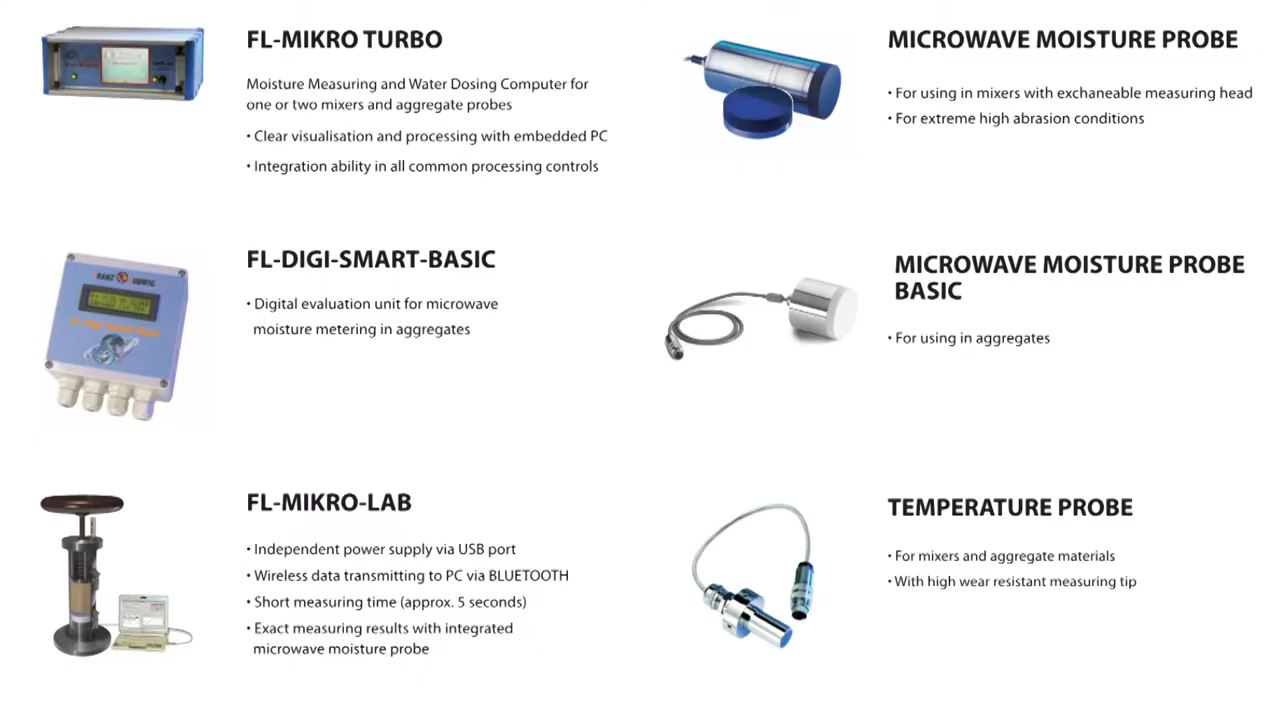 FL-MIKRO TURBO
Moisture Measuring and Water Dosing Computer for
one or two mixers and aggregate probes
• Clear visualisation and processing with embedded PC
• Integration ability in all common processing controls
MICROWAVE MOISTURE PROBE
• For using in mixers with exchaneable measuring head
• For extreme high abrasion conditions
FL-DIGI-SMART-BASIC
• Digital evaluation unit for microwave
moisture metering in aggregates
MICROWAVE MOISTURE PROBE
BASIC
• For using in aggregates
FL-MIKRO-LAB
• Independent power supply via USB port
• Wireless data transmitting to PC via BLUETOOTH
• Short measuring time (approx. 5 seconds)
• Exact measuring results with integrated
microwave moisture probe
TEMPERATURE PROBE
• For mixers and aggregate materials
• With high wear resistant measuring tip